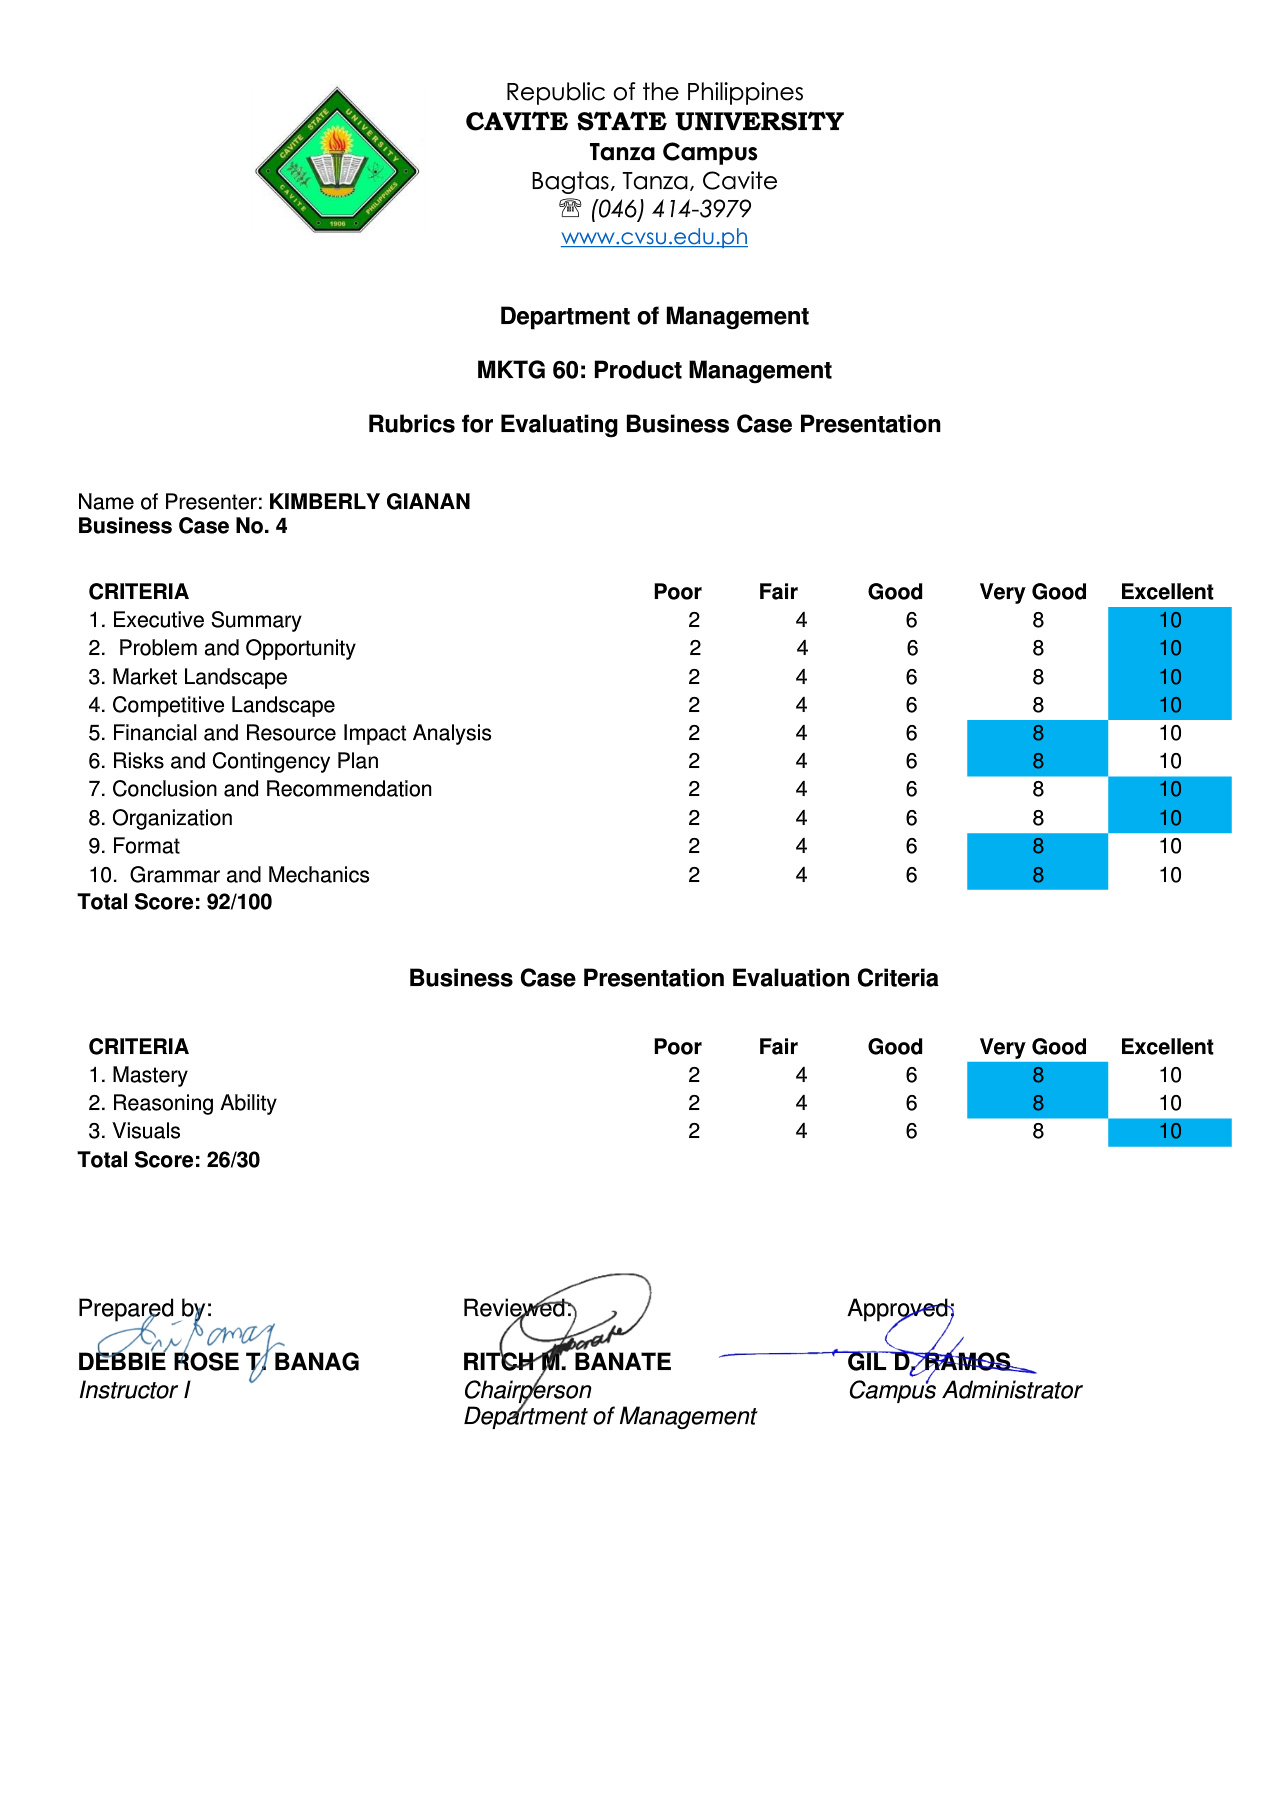 Republic of the Philippines
CAVITE STATE UNIVERSITY
Tanza Campus
Bagtas, Tanza, Cavite
☏ (046) 414-3979
www.cvsu.edu.ph
CAVITE STATE UNIVERSITY
CAVITE PHILIPPINES
1906
Department of Management
MKTG 60: Product Management
Rubrics for Evaluating Business Case Presentation
Name of Presenter: KIMBERLY GIANAN
Business Case No. 4
CRITERIA Poor Fair Good Very Good Excellent
1. Executive Summary 2 4 6 8 10
2. Problem and Opportunity 2 4 6 8 10
3. Market Landscape 2 4 6 8 10
4. Competitive Landscape 2 4 6 8 10
5. Financial and Resource Impact Analysis 2 4 6 8 10
6. Risks and Contingency Plan 2 4 6 8 10
7. Conclusion and Recommendation 2 4 6 8 10
8. Organization 2 4 6 8 10
9. Format 2 4 6 8 10
10. Grammar and Mechanics 2 4 6 8 10
Total Score: 92/100
Business Case Presentation Evaluation Criteria
CRITERIA Poor Fair Good Very Good Excellent
1. Mastery 2 4 6 8 10
2. Reasoning Ability 2 4 6 8 10
3. Visuals 2 4 6 8 10
Total Score: 26/30
Prepared by: Reviewed: Approved:
DEBBIE ROSE T. BANAG RITCH M. BANATE GIL D. RAMOS
Instructor I Chairperson Campus Administrator
Department of Management